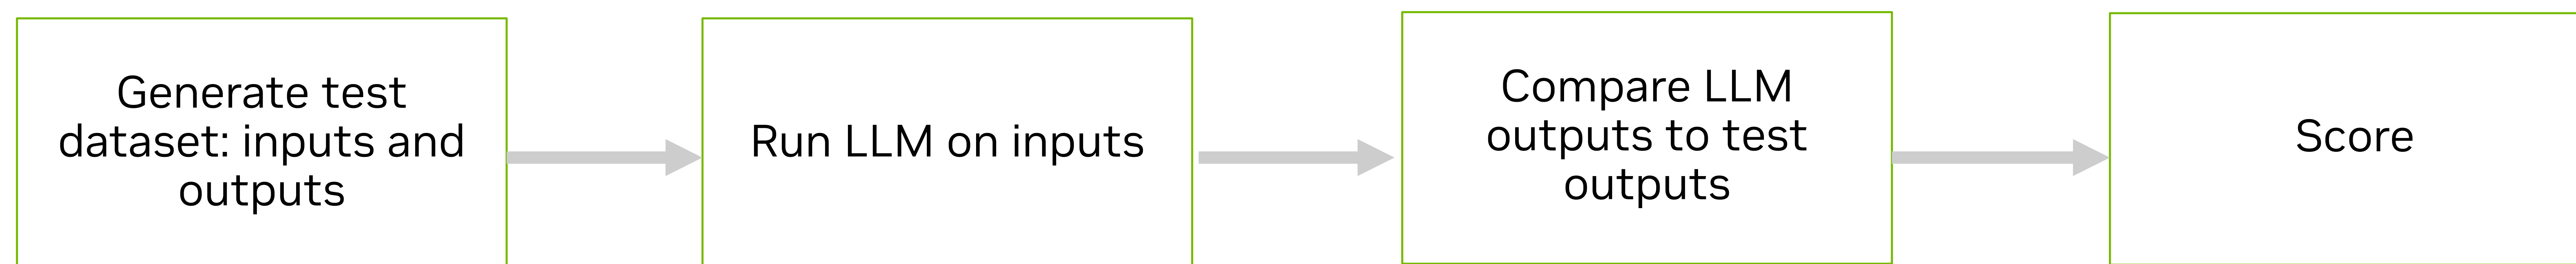 Generate test
dataset: inputs and
outputs
Run LLM on inputs
Compare LLM
outputs to test
outputs
Score